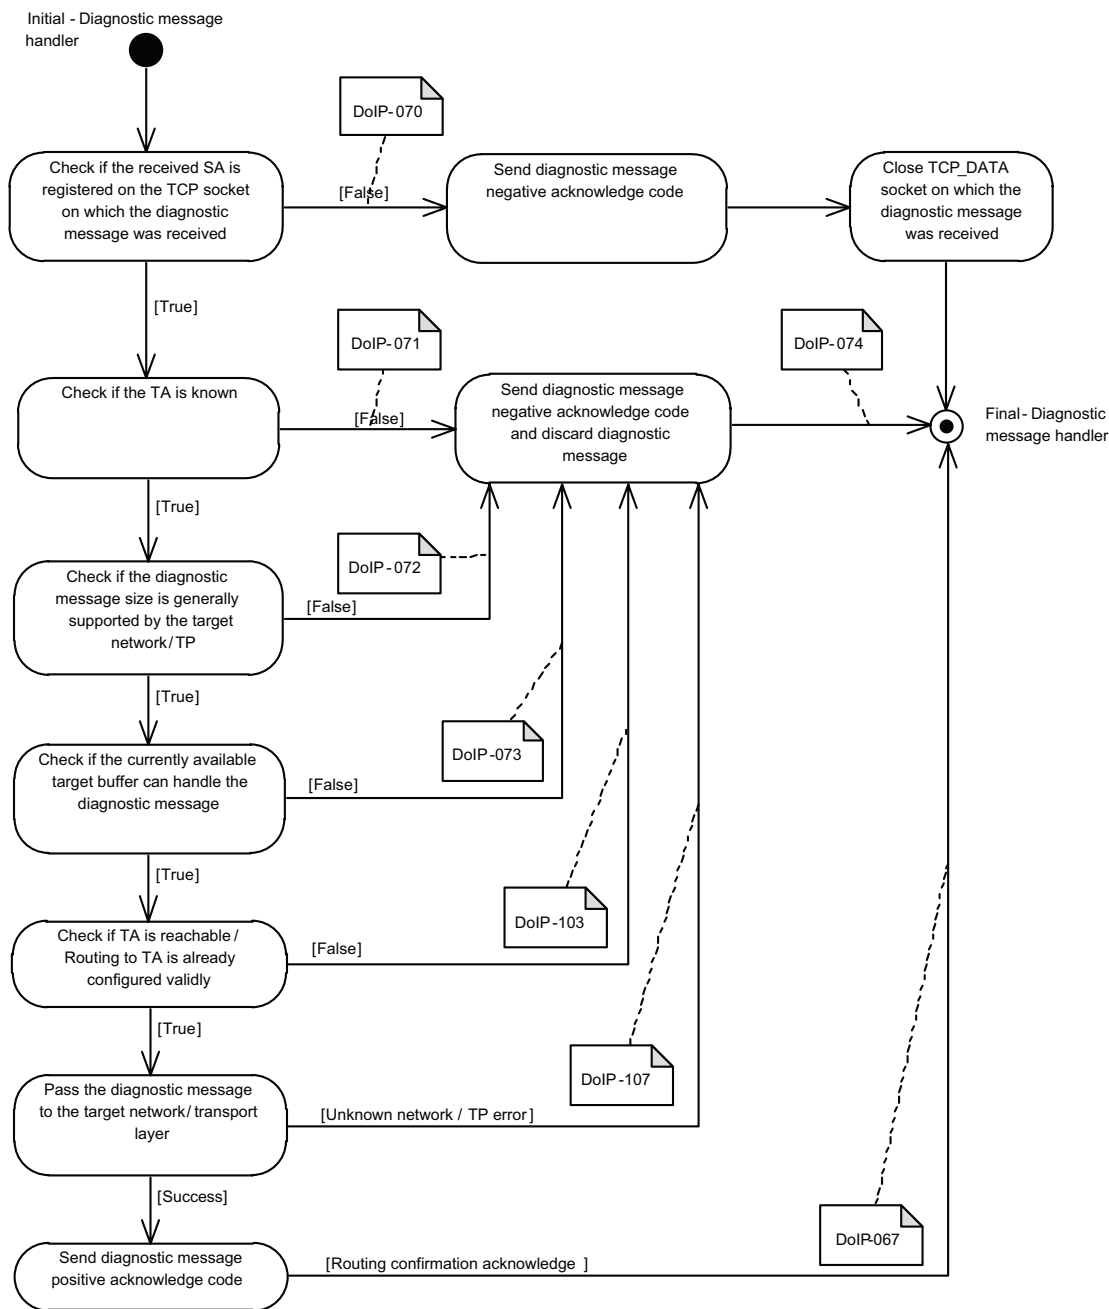 Initial - Diagnostic message
handler
DoIP-070
Check if the received SA is
registered on the TCP socket
on which the diagnostic
message was received
[False]
Send diagnostic message
negative acknowledge code
Close TCP_DATA
socket on which the
diagnostic message
was received
[True]
DoIP-071
DoIP-074
Check if the TA is known
[False]
Send diagnostic message
negative acknowledge code
and discard diagnostic
message
Final - Diagnostic
message handler
[True]
DoIP-072
Check if the diagnostic
message size is generally
supported by the target
network/TP
[False]
[True]
DoIP-073
Check if the currently available
target buffer can handle the
diagnostic message
[False]
[True]
DoIP-103
Check if TA is reachable/
Routing to TA is already
configured validly
[False]
[True]
DoIP-107
Pass the diagnostic message
to the target network/transport
layer
[Unknown network / TP error]
[Success]
DoIP-067
Send diagnostic message
positive acknowledge code
[Routing confirmation acknowledge ]